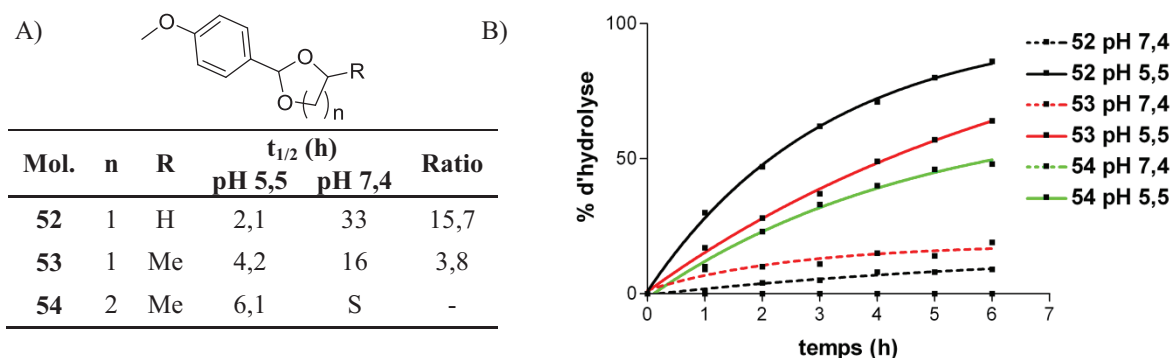 A)
O
O
R
O
( )n
Mol. n R t1/2 (h) Ratio
pH 5,5 pH 7,4
52 1 H 2,1 33 15,7
53 1 Me 4,2 16 3,8
54 2 Me 6,1 S -
B)
100
50
0
% d'hydrolyse
0 1 2 3 4 5 6 7
temps (h)
52 pH 7,4
52 pH 5,5
53 pH 7,4
53 pH 5,5
54 pH 7,4
54 pH 5,5